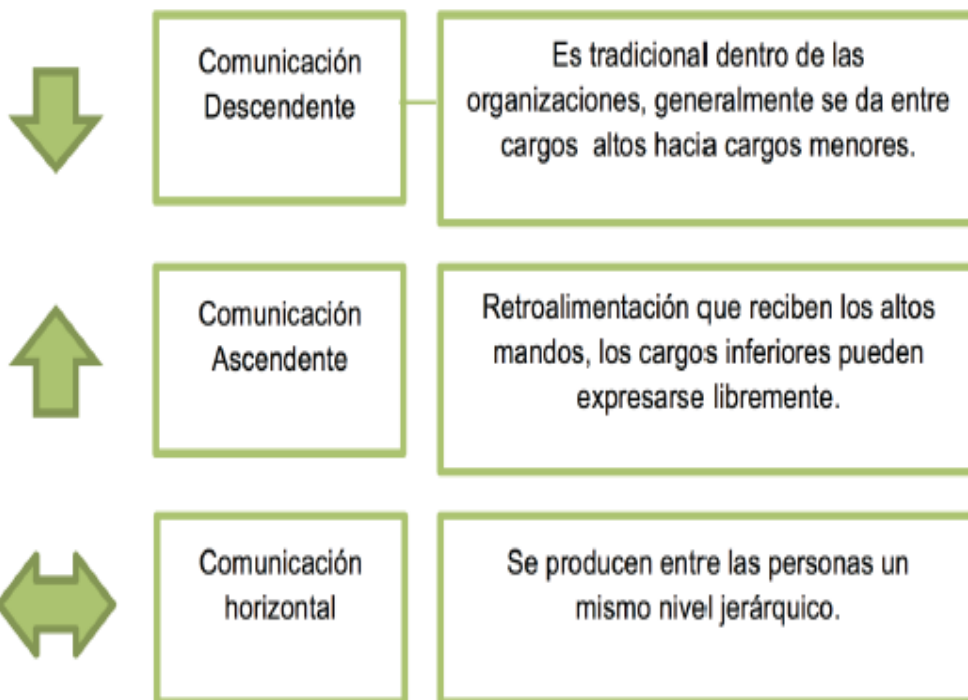 Comunicación
Descendente
Es tradicional dentro de las
organizaciones, generalmente se da entre
cargos altos hacia cargos menores.
Comunicación
Ascendente
Retroalimentación que reciben los altos
mandos, los cargos inferiores pueden
expresarse libremente.
Comunicación
horizontal
Se producen entre las personas un
mismo nivel jerárquico.